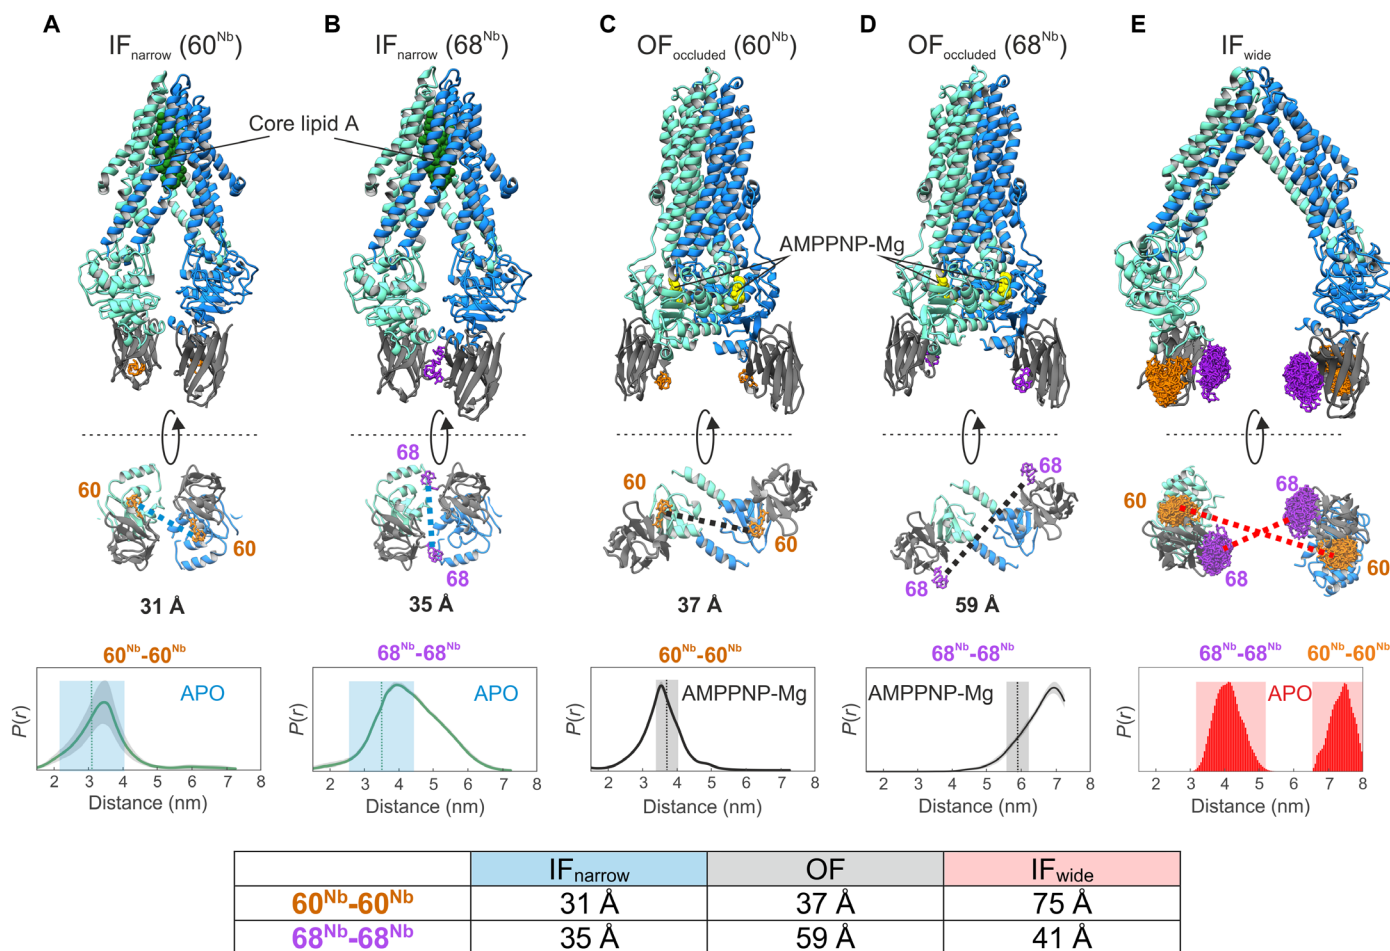 A B C D E
IFnarrow (60Nb) IFnarrow (68Nb) OFoccluded (60Nb) OFoccluded (68Nb) IFwide
Core lipid A
AMPPNP-Mg
60 60
68 68
60 60
68 68
60 68 68 60
31 Å 35 Å 37 Å 59 Å
60Nb-60Nb 68Nb-68Nb 60Nb-60Nb 68Nb-68Nb 68Nb-68Nb 60Nb-60Nb
APO APO AMPPNP-Mg AMPPNP-Mg APO
P(r) P(r) P(r) P(r) P(r)
2 3 4 5 6 7 8 2 3 4 5 6 7 8 2 3 4 5 6 7 8 2 3 4 5 6 7 8 2 3 4 5 6 7 8
Distance (nm) Distance (nm) Distance (nm) Distance (nm) Distance (nm)
IFnarrow OF IFwide
60Nb-60Nb 31 Å 37 Å 75 Å
68Nb-68Nb 35 Å 59 Å 41 Å